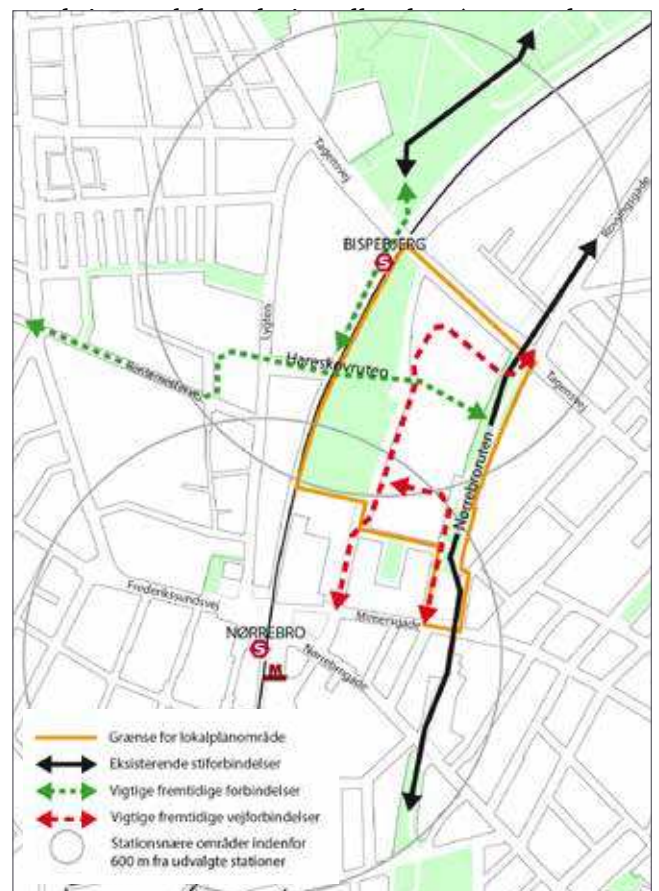 Tagensvej
Rovsingsgade
BISPEBJERG
S
Lygten
Hareskovruten
Rentemestervej
Tagensvej
Nørrebroruten
Frederikssundsvej
Mimersgade
NØRREBRO
S
M
Nørrebrogade
Grænse for lokalplanområde
Eksisterende stiforbindelser
Vigtige fremtidige forbindelser
Vigtige fremtidige vejforbindelser
Stationsnære områder indenfor
600 m fra udvalgte stationer